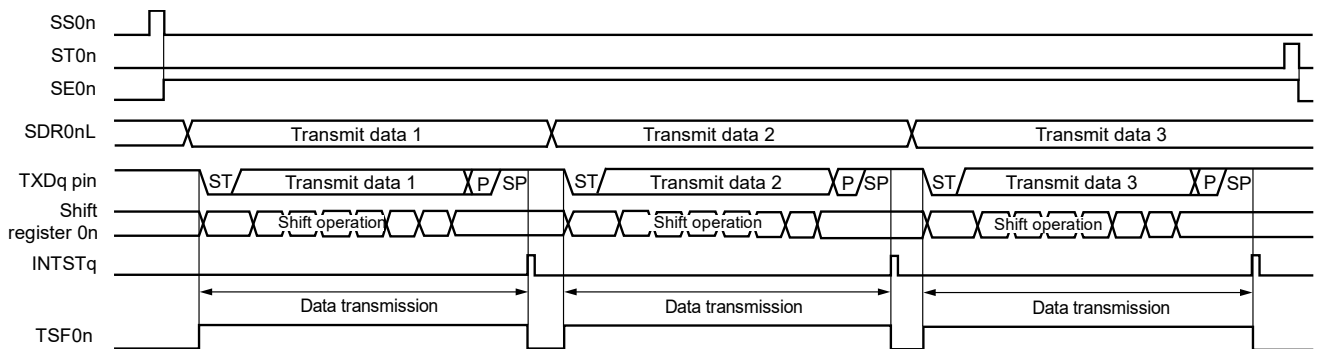 SS0n
ST0n
SE0n
SDR0nL Transmit data 1 Transmit data 2 Transmit data 3
TXDq pin ST Transmit data 1 P SP ST Transmit data 2 P SP ST Transmit data 3 P SP
Shift
register 0n Shift operation Shift operation Shift operation
INTSTq
Data transmission Data transmission Data transmission
TSF0n